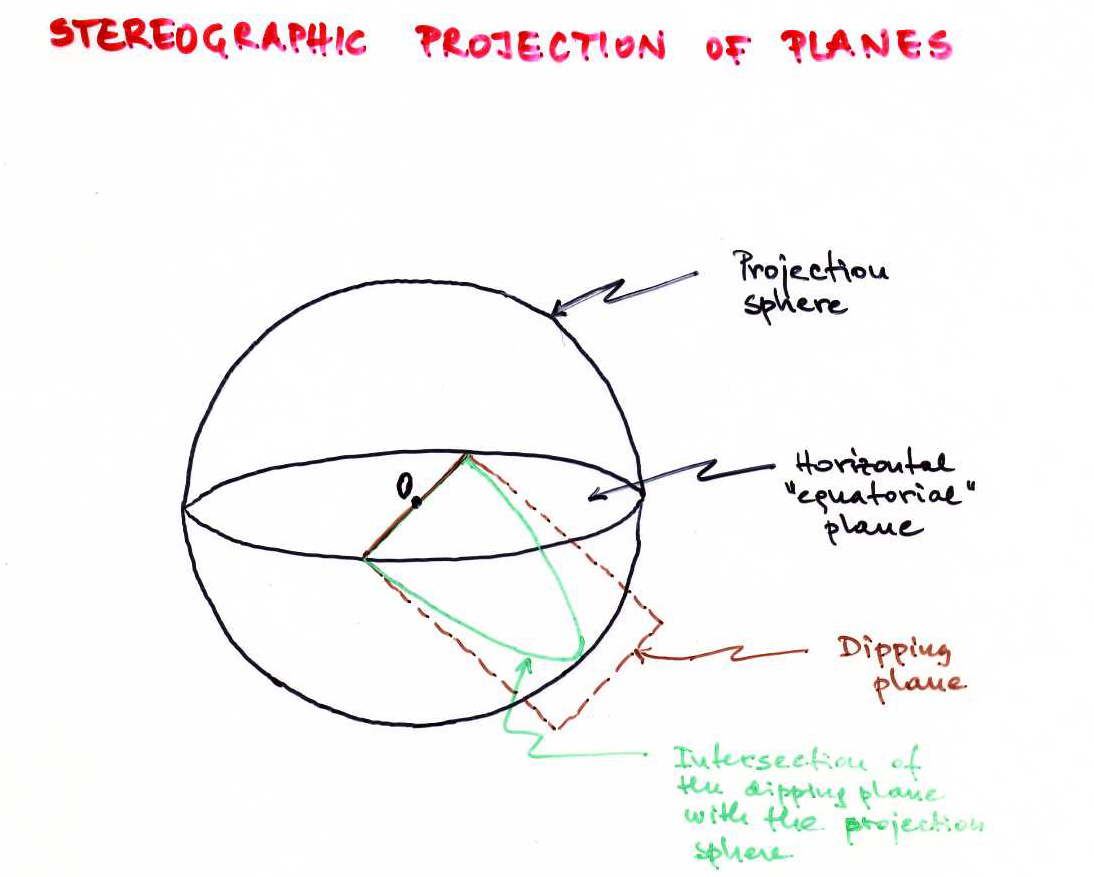 STEREOGRAPHIC PROJECTION OF PLANES
Projection
sphere
Horizontal
"equatorial"
plane
O
Dipping
plane
Intersection of
the dipping plane
with the projection
sphere